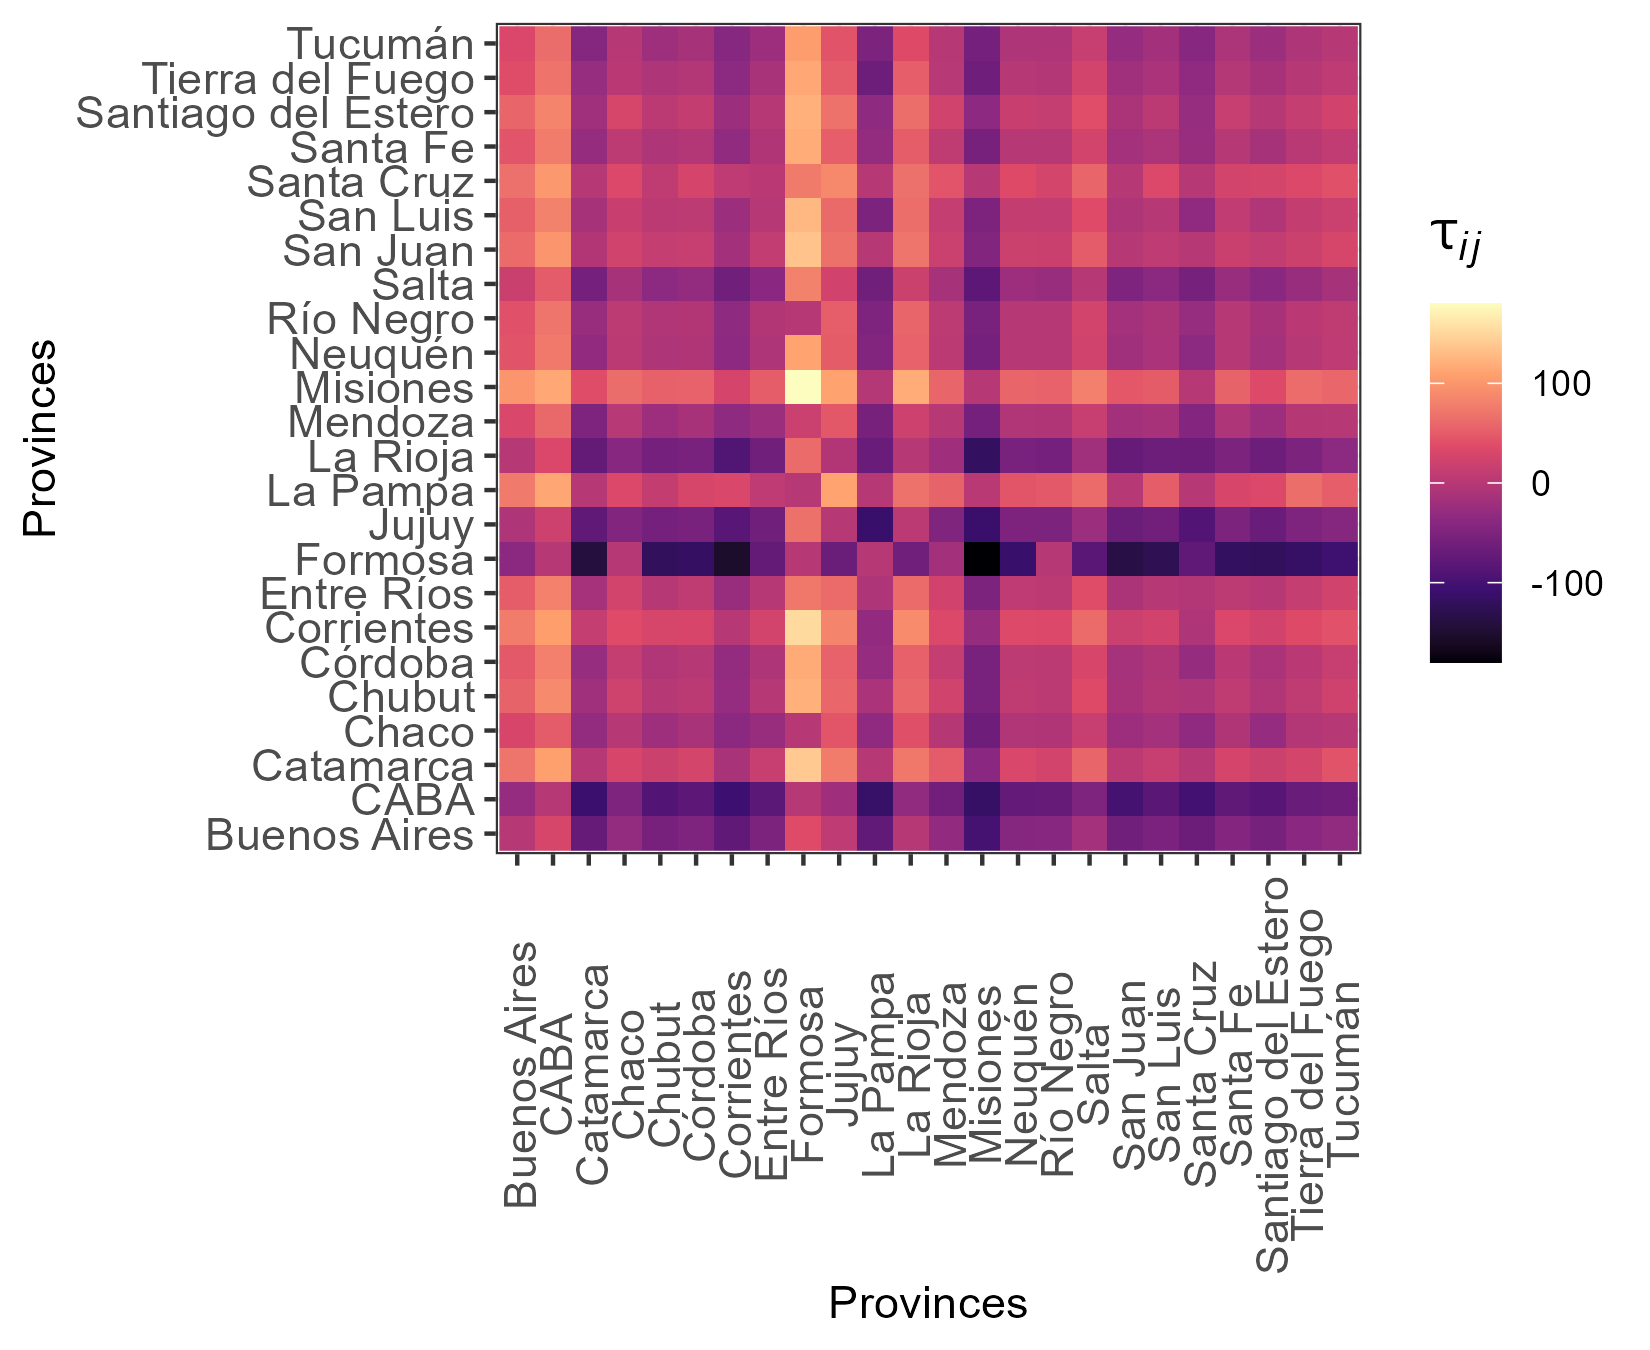 Provinces
Tucumán
Tierra del Fuego
Santiago del Estero
Santa Fe
Santa Cruz
San Luis
San Juan
Salta
Río Negro
Neuquén
Misiones
Mendoza
La Rioja
La Pampa
Jujuy
Formosa
Entre Ríos
Corrientes
Córdoba
Chubut
Chaco
Catamarca
CABA
Buenos Aires
τij
100
0
-100
Buenos Aires
CABA
Catamarca
Chaco
Chubut
Córdoba
Corrientes
Entre Ríos
Formosa
Jujuy
La Pampa
La Rioja
Mendoza
Misiones
Neuquén
Río Negro
Salta
San Juan
San Luis
Santa Cruz
Santa Fe
Santiago del Estero
Tierra del Fuego
Tucumán
Provinces